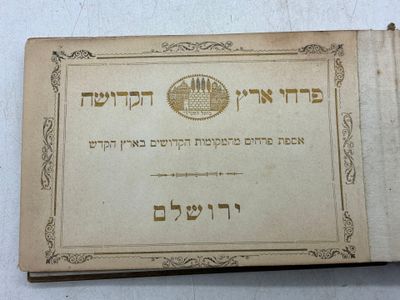 פרחי ארץ הקדושה
אספת פרחים מהמקומות הקדושים בארץ הקדש
ירושלם